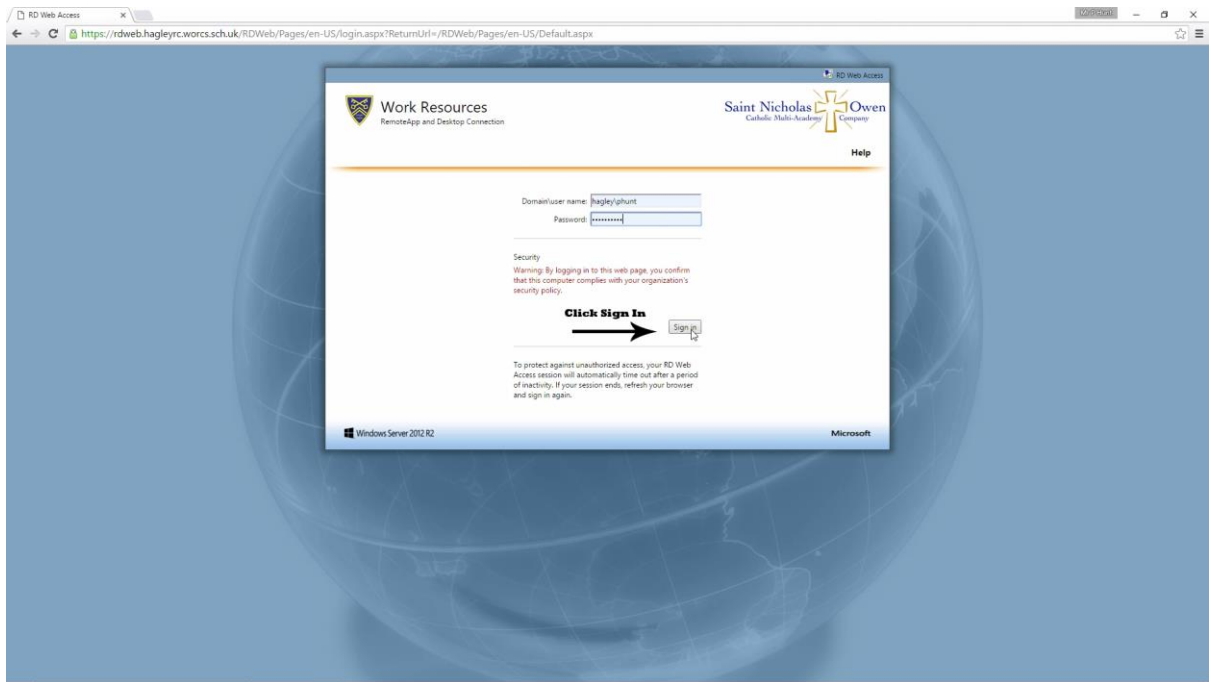 RD Web Access
https://rdweb.hagleyrc.worcs.sch.uk/RDWeb/Pages/en-US/login.aspx?ReturnUrl=/RDWeb/Pages/en-US/Default.aspx
RD Web Access
Work Resources
RemoteApp and Desktop Connection
Saint Nicholas Owen
Catholic Multi-Academy Company
Help
Domain\user name: hagley\phunt
Password: ••••••••••
Security
Warning: By logging in to this web page, you confirm
that this computer complies with your organization's
security policy.
Click Sign In
Sign in
To protect against unauthorized access, your RD Web
Access session will automatically time out after a period
of inactivity. If your session ends, refresh your browser
and sign in again.
Windows Server 2012 R2
Microsoft